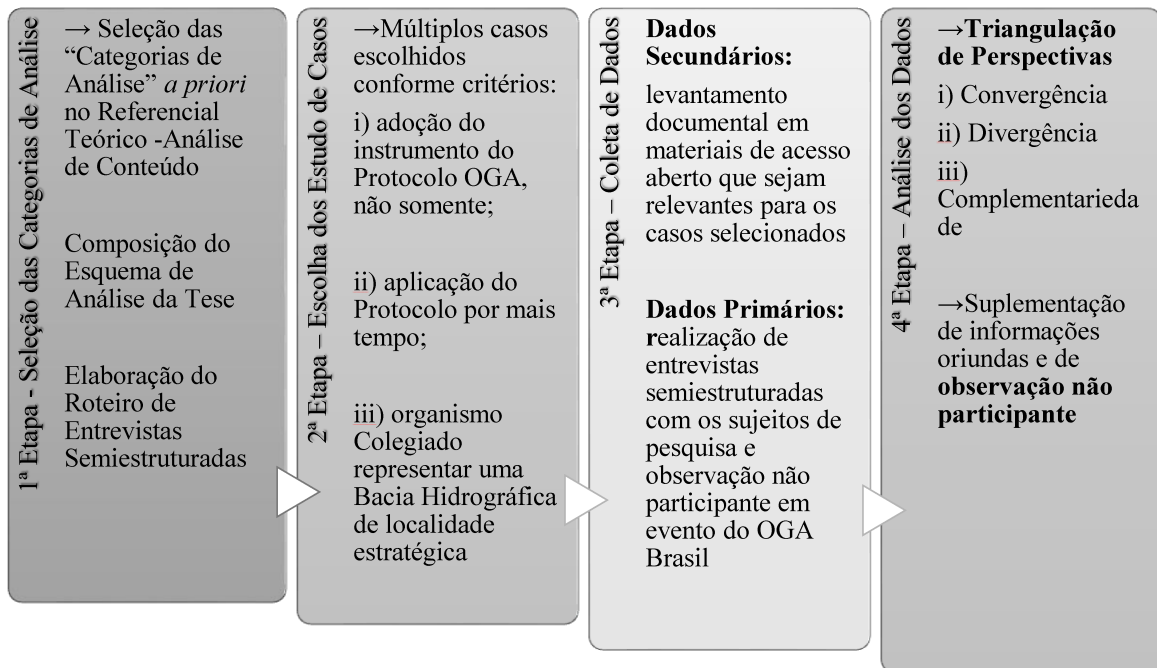 1ª Etapa - Seleção das Categorias de Análise
→ Seleção das
“Categorias de
Análise” a priori
no Referencial
Teórico -Análise
de Conteúdo
Composição do
Esquema de
Análise da Tese
Elaboração do
Roteiro de
Entrevistas
Semiestruturadas
2ª Etapa – Escolha dos Estudo de Casos
→Múltiplos casos
escolhidos
conforme critérios:
i) adoção do
instrumento do
Protocolo OGA,
não somente;
ii) aplicação do
Protocolo por mais
tempo;
iii) organismo
Colegiado
representar uma
Bacia Hidrográfica
de localidade
estratégica
3ª Etapa – Coleta de Dados
Dados
Secundários:
levantamento
documental em
materiais de acesso
aberto que sejam
relevantes para os
casos selecionados
Dados Primários:
realização de
entrevistas
semiestruturadas
com os sujeitos de
pesquisa e
observação não
participante em
evento do OGA
Brasil
4ª Etapa – Análise dos Dados
→Triangulação
de Perspectivas
i) Convergência
ii) Divergência
iii)
Complementarieda
de
→Suplementação
de informações
oriundas e de
observação não
participante